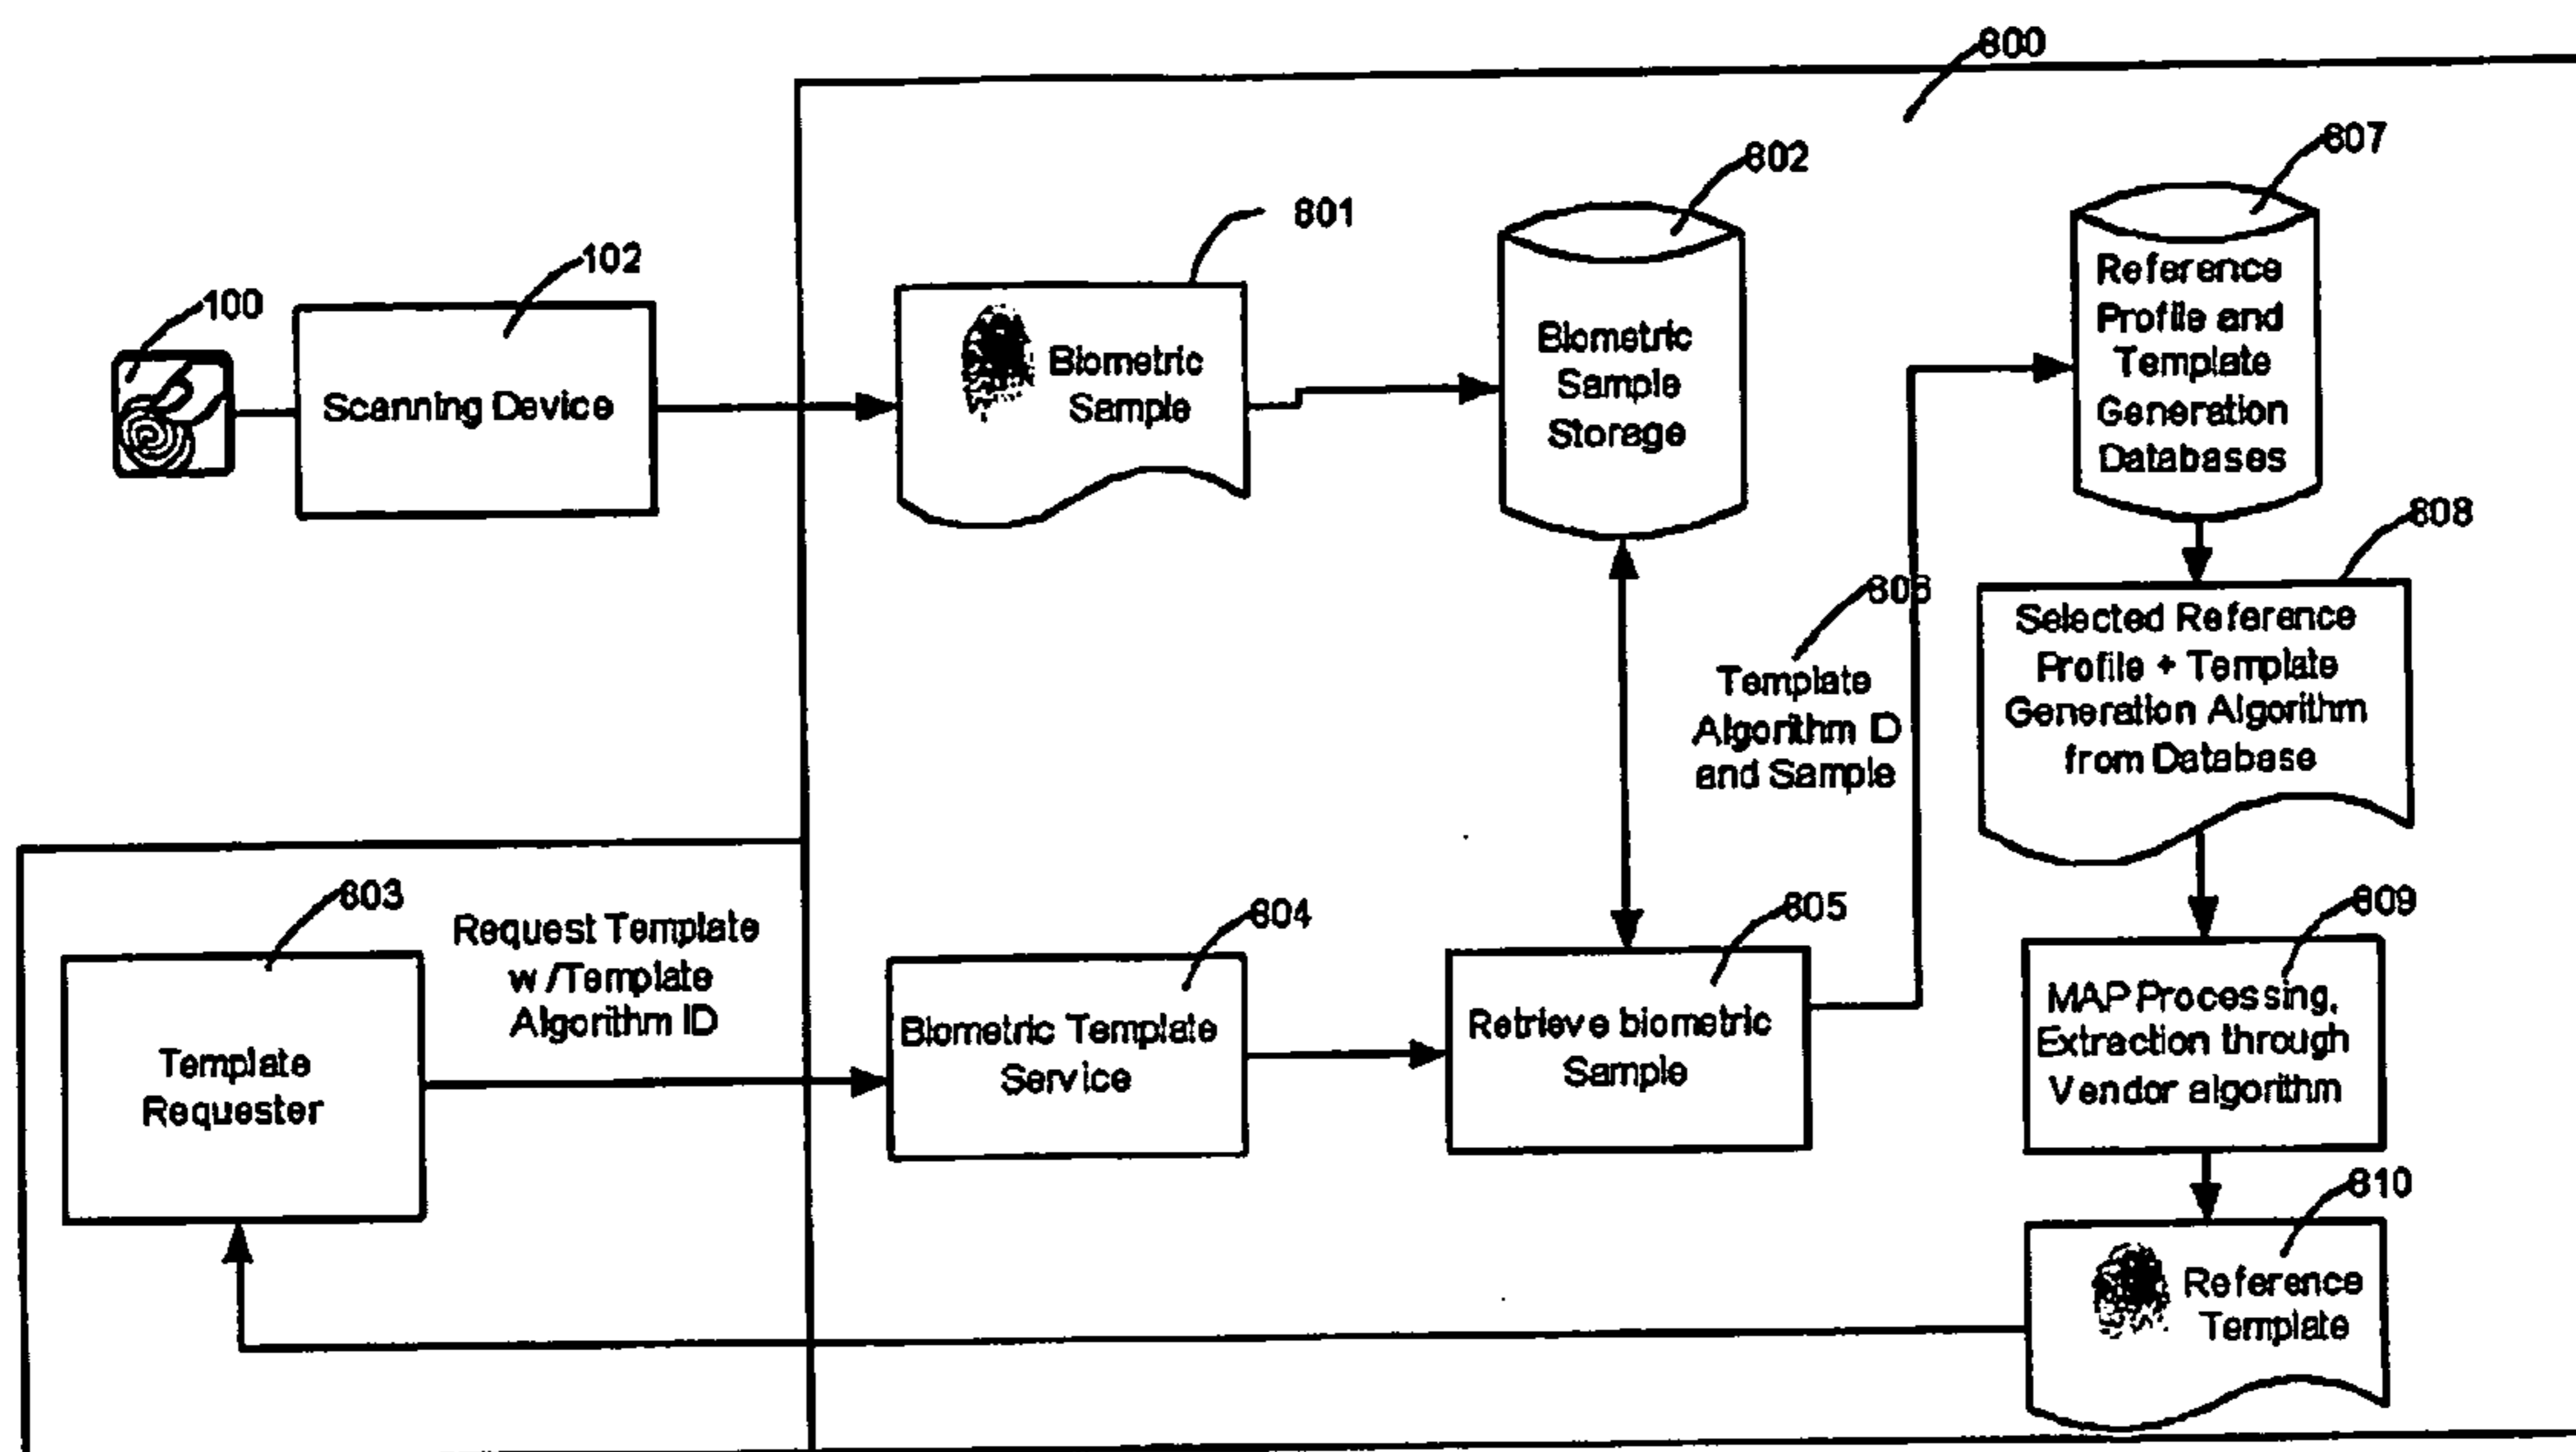 800
807
802
801
102
100
Reference
Profile and
Template
Generation
Databases
Biometric
Sample
Storage
Biometric
Sample
Scanning Device
808
806
Selected Reference
Profile + Template
Generation Algorithm
from Database
Template
Algorithm ID
and Sample
803
Request Template
w/Template
Algorithm ID
804
805
809
Template
Requester
Biometric Template
Service
Retrieve biometric
Sample
MAP Processing,
Extraction through
Vendor algorithm
810
Reference
Template